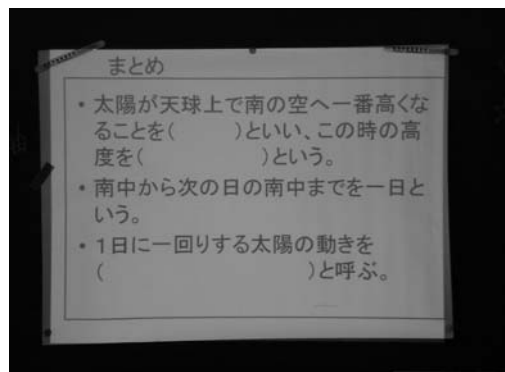 まとめ
・太陽が天球上で南の空へ一番高くな
ることを(　　　)といい、この時の高
度を(　　　　　)という。
・南中から次の日の南中までを一日と
いう。
・1日に一回りする太陽の動きを
(　　　　　　　　)と呼ぶ。